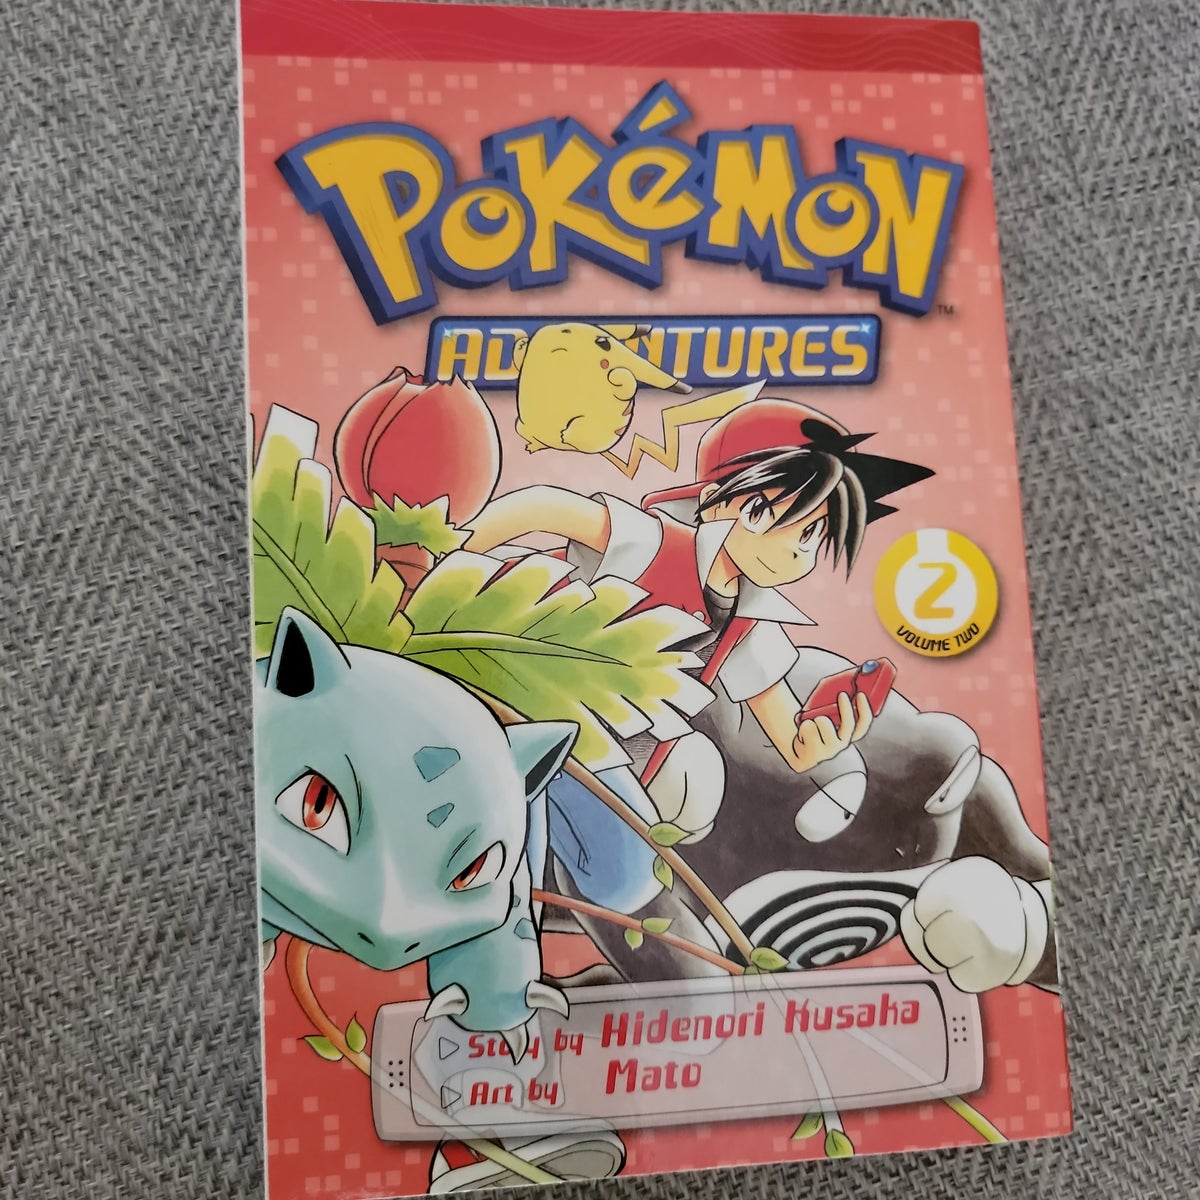 POKéMON
TM
ADVENTURES
2
VOLUME TWO
Story by Hidenori Kusaka
Art by Mato